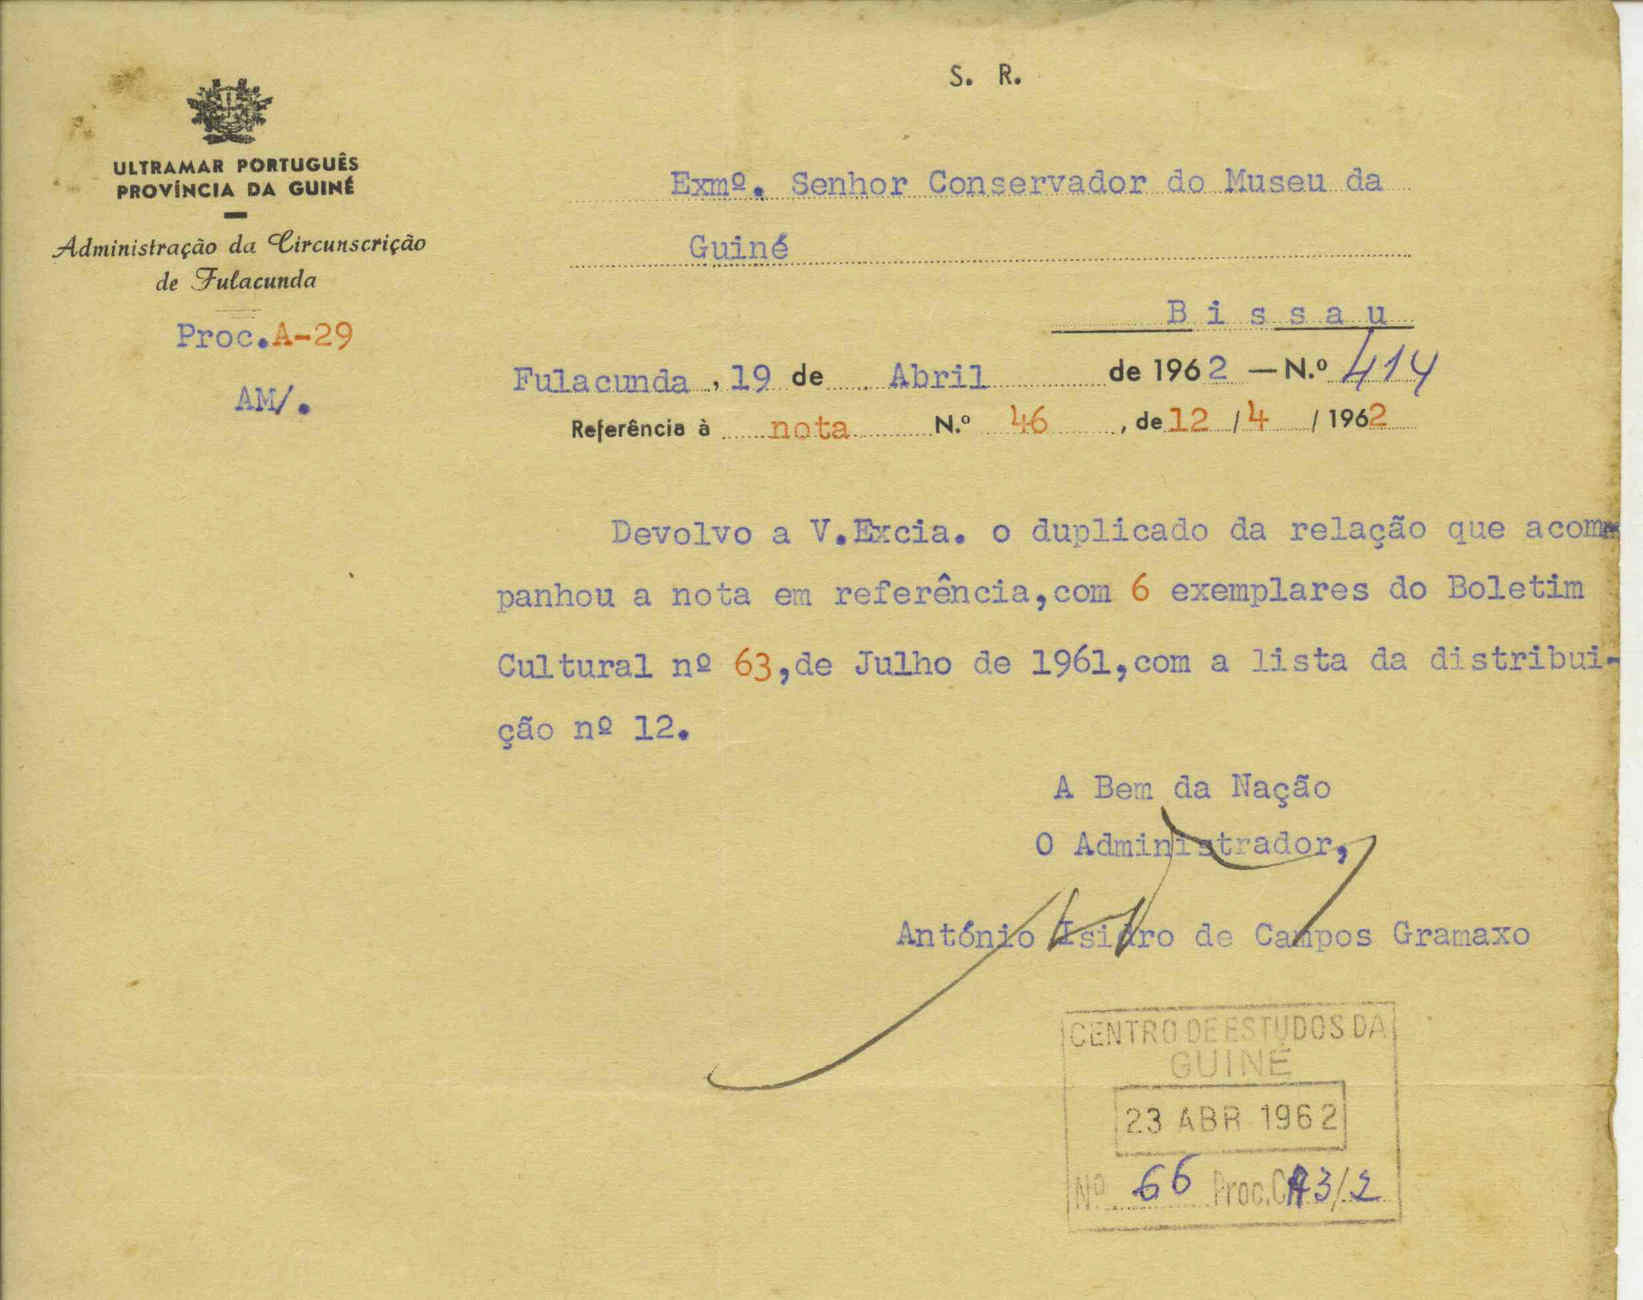 S. R.
ULTRAMAR PORTUGUÊS
PROVÍNCIA DA GUINÉ
Administração da Circunscrição
de Fulacunda
Proc.A-29
AM/.
Exmº. Senhor Conservador do Museu da
Guiné
Bissau
Fulacunda, 19 de Abril de 1962 — N.º 414
Referência à nota N.º 46, de 12 / 4 / 1962
Devolvo a V.Excia. o duplicado da relação que acom-
panhou a nota em referência,com 6 exemplares do Boletim
Cultural nº 63,de Julho de 1961,com a lista da distribui-
ção nº 12.
A Bem da Nação
O Administrador,
António Isidro de Campos Gramaxo
CENTRO DE ESTUDOS DA
GUINÉ
23 ABR 1962
Nº 66 Proc.CA3/2